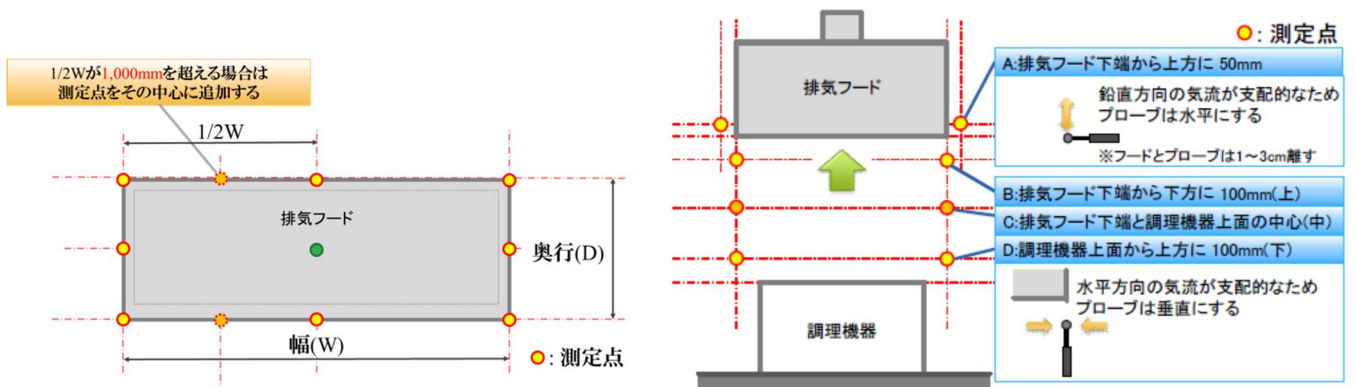 1/2Wが1,000mmを超える場合は
測定点をその中心に追加する
1/2W
排気フード
奥行(D)
幅(W)
: 測定点
: 測定点
排気フード
調理機器
A:排気フード下端から上方に 50mm
鉛直方向の気流が支配的なため
プローブは水平にする
※フードとプローブは1～3cm離す
B:排気フード下端から下方に 100mm(上)
C:排気フード下端と調理機器上面の中心(中)
D:調理機器上面から上方に 100mm(下)
水平方向の気流が支配的なため
プローブは垂直にする